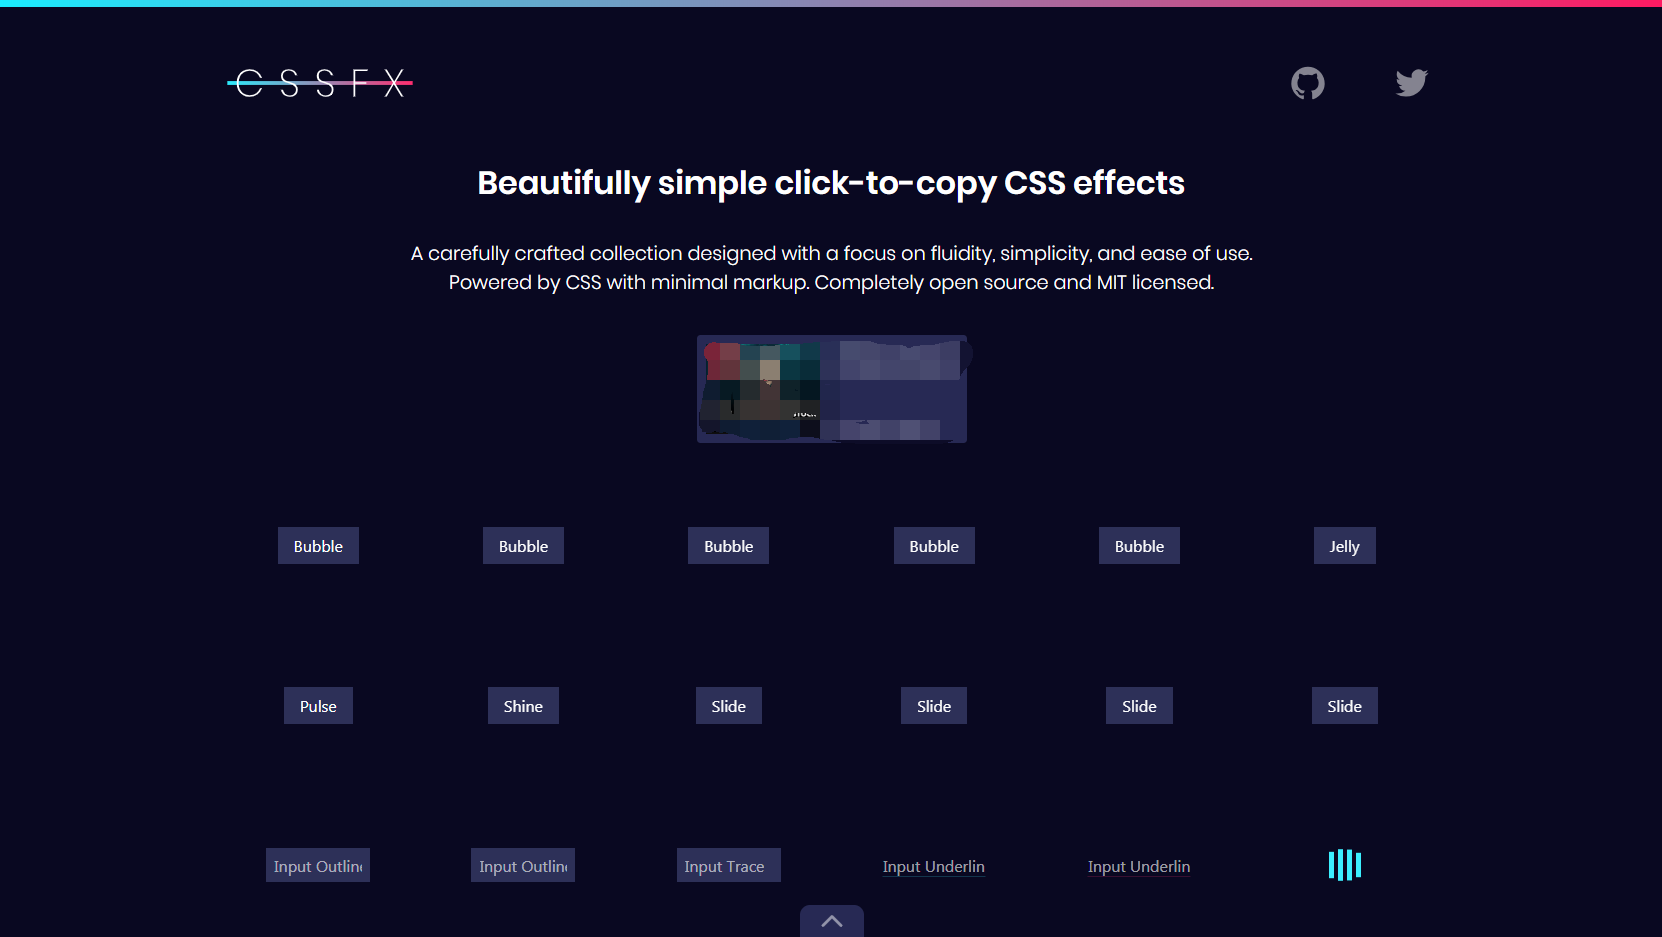 CSSFX
Beautifully simple click-to-copy CSS effects
A carefully crafted collection designed with a focus on fluidity, simplicity, and ease of use.
Powered by CSS with minimal markup. Completely open source and MIT licensed.
Bubble Bubble Bubble Bubble Bubble Jelly
Pulse Shine Slide Slide Slide Slide
Input Outline Input Outline Input Trace Input Underlin Input Underlin